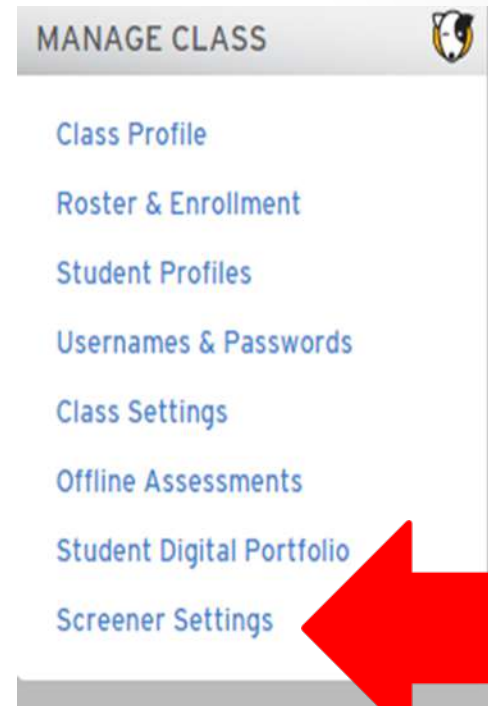 MANAGE CLASS
Class Profile
Roster & Enrollment
Student Profiles
Usernames & Passwords
Class Settings
Offline Assessments
Student Digital Portfolio
Screener Settings